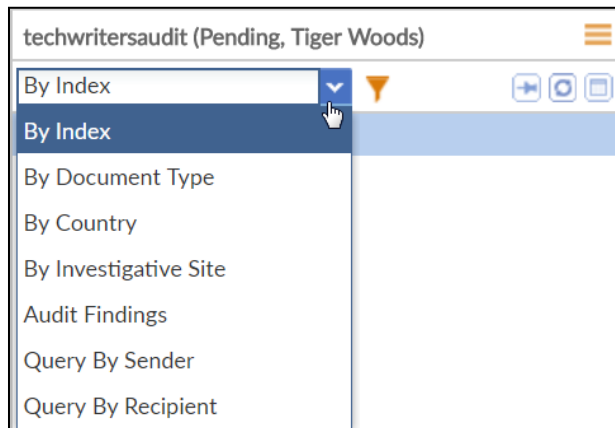 techwritersaudit (Pending, Tiger Woods)
By Index
By Index
By Document Type
By Country
By Investigative Site
Audit Findings
Query By Sender
Query By Recipient